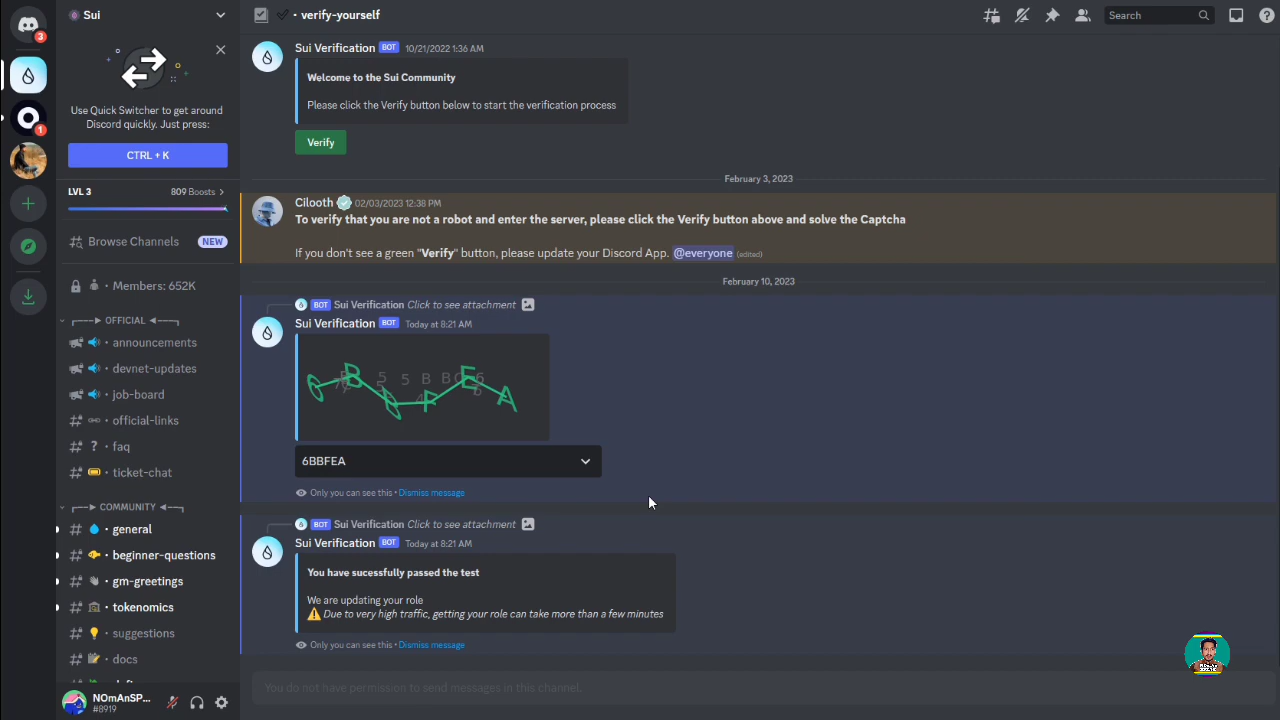 3
1
Sui
Use Quick Switcher to get around
Discord quickly. Just press:
CTRL + K
LVL 3
809 Boosts
Browse Channels
NEW
Members: 652K
OFFICIAL
announcements
devnet-updates
job-board
official-links
faq
ticket-chat
COMMUNITY
general
beginner-questions
gm-greetings
tokenomics
suggestions
docs
NOmAnSP...
#8919
verify-yourself
Search
Sui Verification BOT 10/21/2022 1:36 AM
Welcome to the Sui Community
Please click the Verify button below to start the verification process
Verify
February 3, 2023
Cilooth 02/03/2023 12:38 PM
To verify that you are not a robot and enter the server, please click the Verify button above and solve the Captcha
If you don't see a green "Verify" button, please update your Discord App. @everyone (edited)
February 10, 2023
BOT Sui Verification Click to see attachment
Sui Verification BOT Today at 8:21 AM
6BBFEA
Only you can see this • Dismiss message
BOT Sui Verification Click to see attachment
Sui Verification BOT Today at 8:21 AM
You have sucessfully passed the test
We are updating your role
Due to very high traffic, getting your role can take more than a few minutes
Only you can see this • Dismiss message
You do not have permission to send messages in this channel.